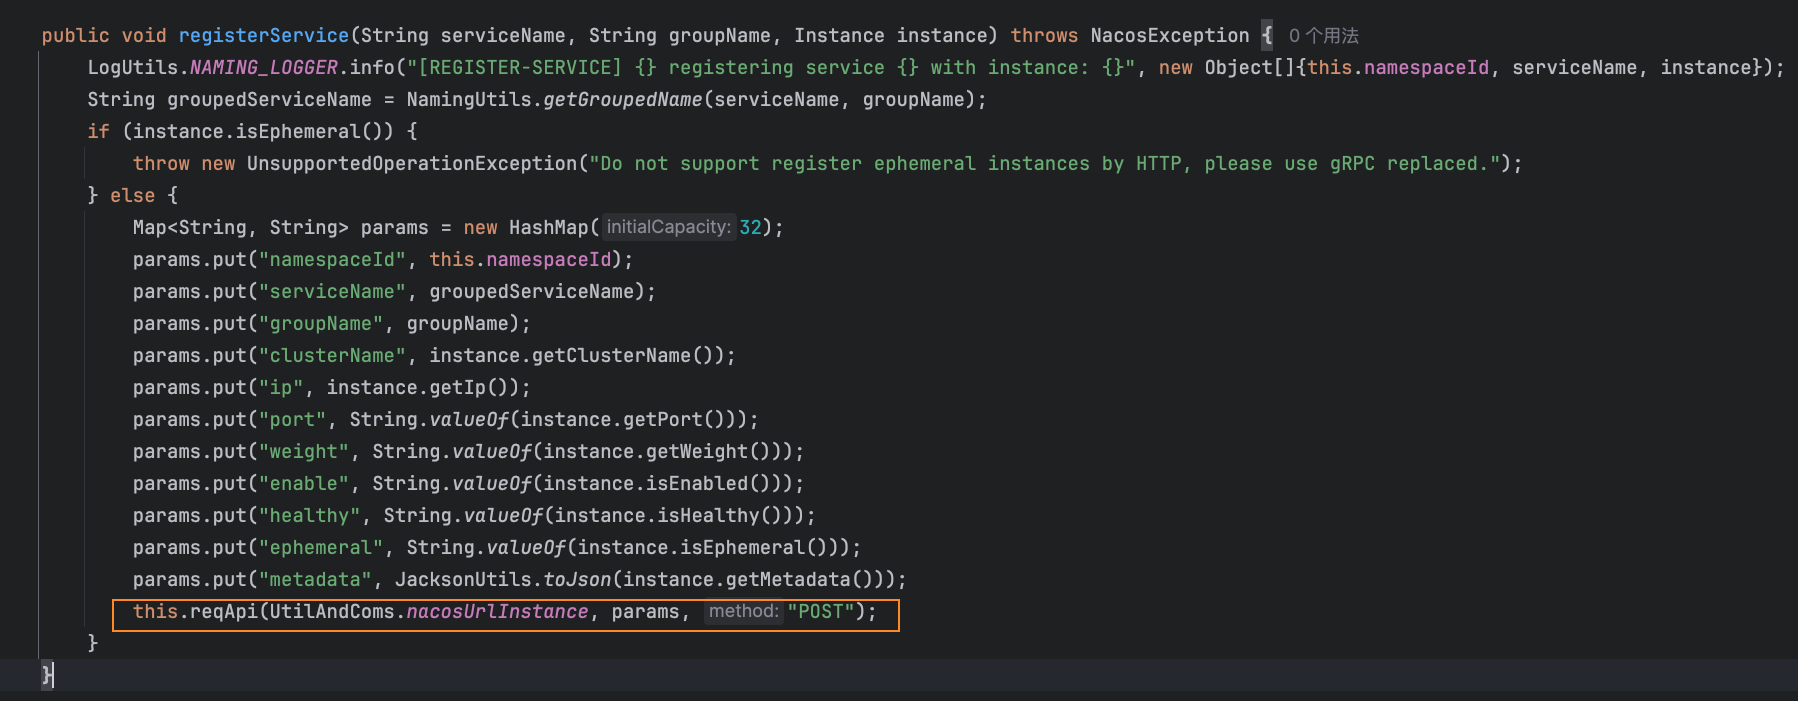 public void registerService(String serviceName, String groupName, Instance instance) throws NacosException { 0 个用法
LogUtils.NAMING_LOGGER.info("[REGISTER-SERVICE] {} registering service {} with instance: {}", new Object[]{this.namespaceId, serviceName, instance});
String groupedServiceName = NamingUtils.getGroupedName(serviceName, groupName);
if (instance.isEphemeral()) {
throw new UnsupportedOperationException("Do not support register ephemeral instances by HTTP, please use gRPC replaced.");
} else {
Map<String, String> params = new HashMap( initialCapacity: 32);
params.put("namespaceId", this.namespaceId);
params.put("serviceName", groupedServiceName);
params.put("groupName", groupName);
params.put("clusterName", instance.getClusterName());
params.put("ip", instance.getIp());
params.put("port", String.valueOf(instance.getPort()));
params.put("weight", String.valueOf(instance.getWeight()));
params.put("enable", String.valueOf(instance.isEnabled()));
params.put("healthy", String.valueOf(instance.isHealthy()));
params.put("ephemeral", String.valueOf(instance.isEphemeral()));
params.put("metadata", JacksonUtils.toJson(instance.getMetadata()));
this.reqApi(UtilAndComs.nacosUrlInstance, params, method: "POST");
}
}